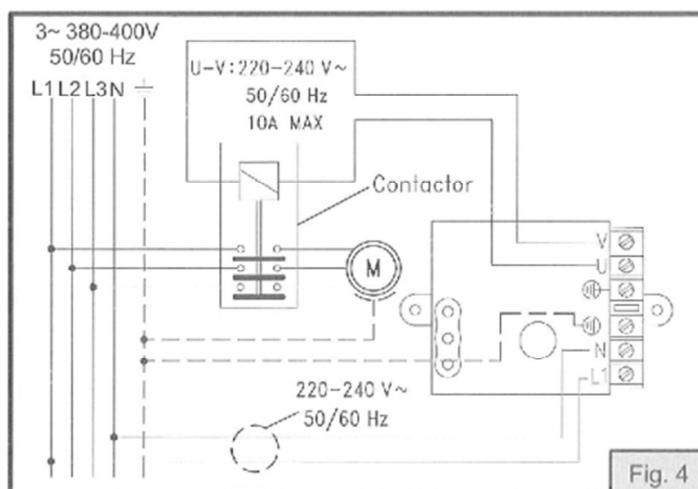 3~ 380-400V
50/60 Hz
L1 L2 L3 N
U-V:220-240 V~
50/60 Hz
10A MAX
Contactor
M
V
U
N
L1
220-240 V~
50/60 Hz
Fig. 4